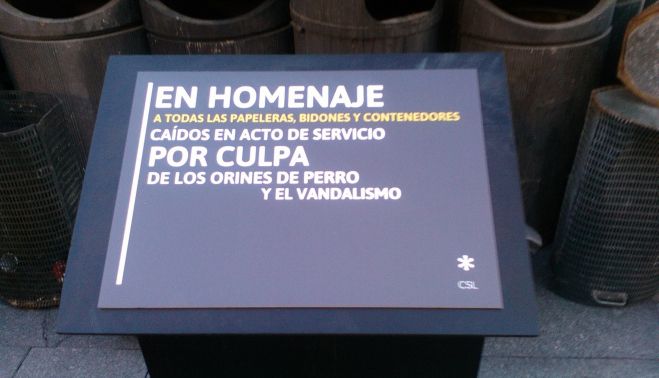 EN HOMENAJE
A TODAS LAS PAPELERAS, BIDONES Y CONTENEDORES
CAÍDOS EN ACTO DE SERVICIO
POR CULPA
DE LOS ORINES DE PERRO
Y EL VANDALISMO
*
CSL